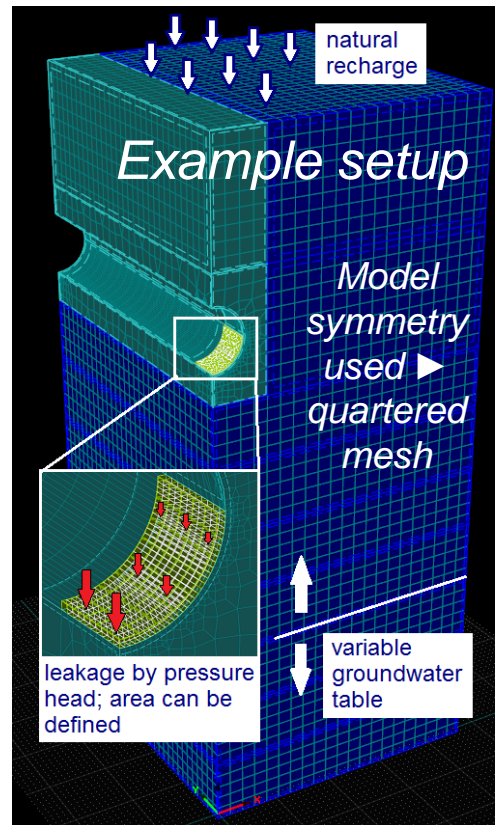 natural
recharge
Example setup
Model
symmetry
used ►
quartered
mesh
leakage by pressure
head; area can be
defined
variable
groundwater
table
Y
X